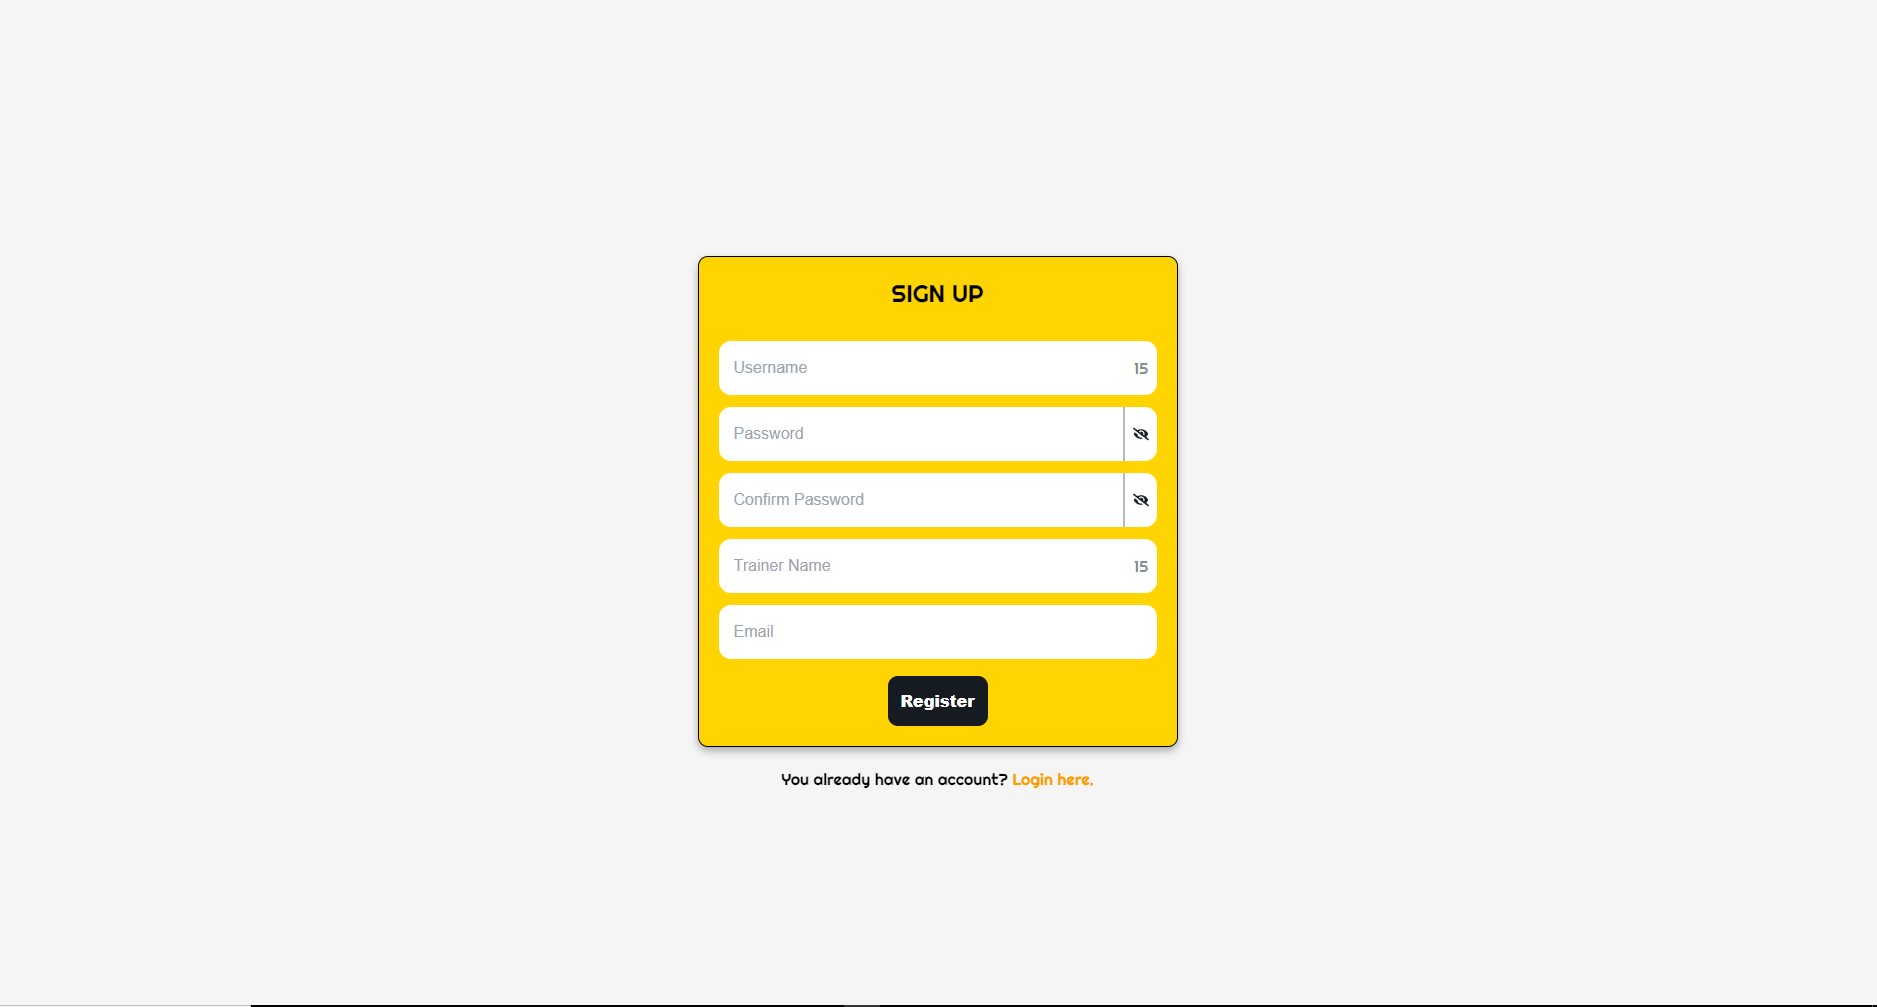 SIGN UP
Username 15
Password
Confirm Password
Trainer Name 15
Email
Register
You already have an account? Login here.